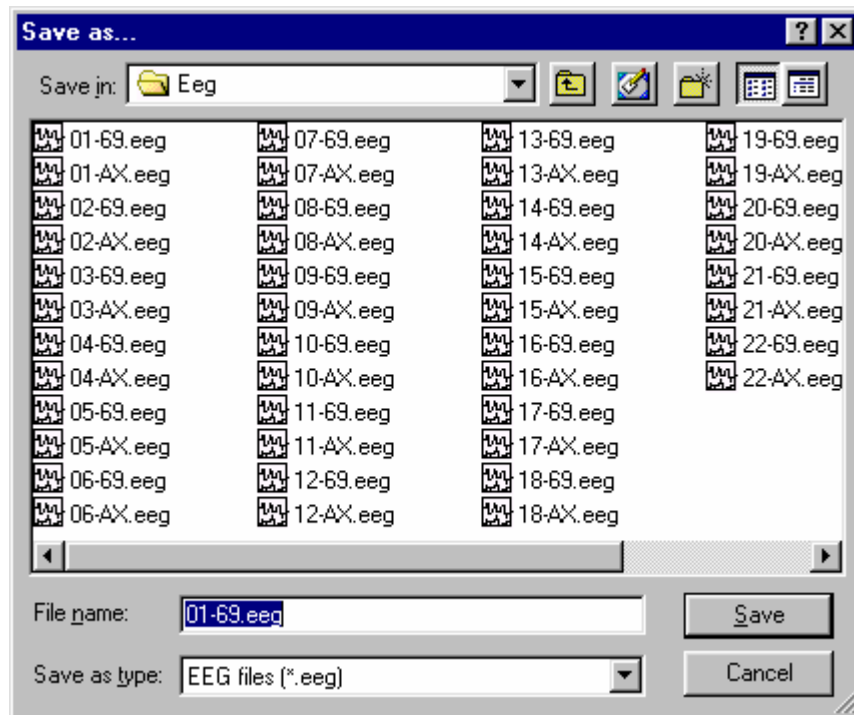 Save as...
Save in: Eeg
01-69.eeg 07-69.eeg 13-69.eeg 19-69.eeg
01-AX.eeg 07-AX.eeg 13-AX.eeg 19-AX.eeg
02-69.eeg 08-69.eeg 14-69.eeg 20-69.eeg
02-AX.eeg 08-AX.eeg 14-AX.eeg 20-AX.eeg
03-69.eeg 09-69.eeg 15-69.eeg 21-69.eeg
03-AX.eeg 09-AX.eeg 15-AX.eeg 21-AX.eeg
04-69.eeg 10-69.eeg 16-69.eeg 22-69.eeg
04-AX.eeg 10-AX.eeg 16-AX.eeg 22-AX.eeg
05-69.eeg 11-69.eeg 17-69.eeg
05-AX.eeg 11-AX.eeg 17-AX.eeg
06-69.eeg 12-69.eeg 18-69.eeg
06-AX.eeg 12-AX.eeg 18-AX.eeg
File name: 01-69.eeg Save
Save as type: EEG files (*.eeg) Cancel